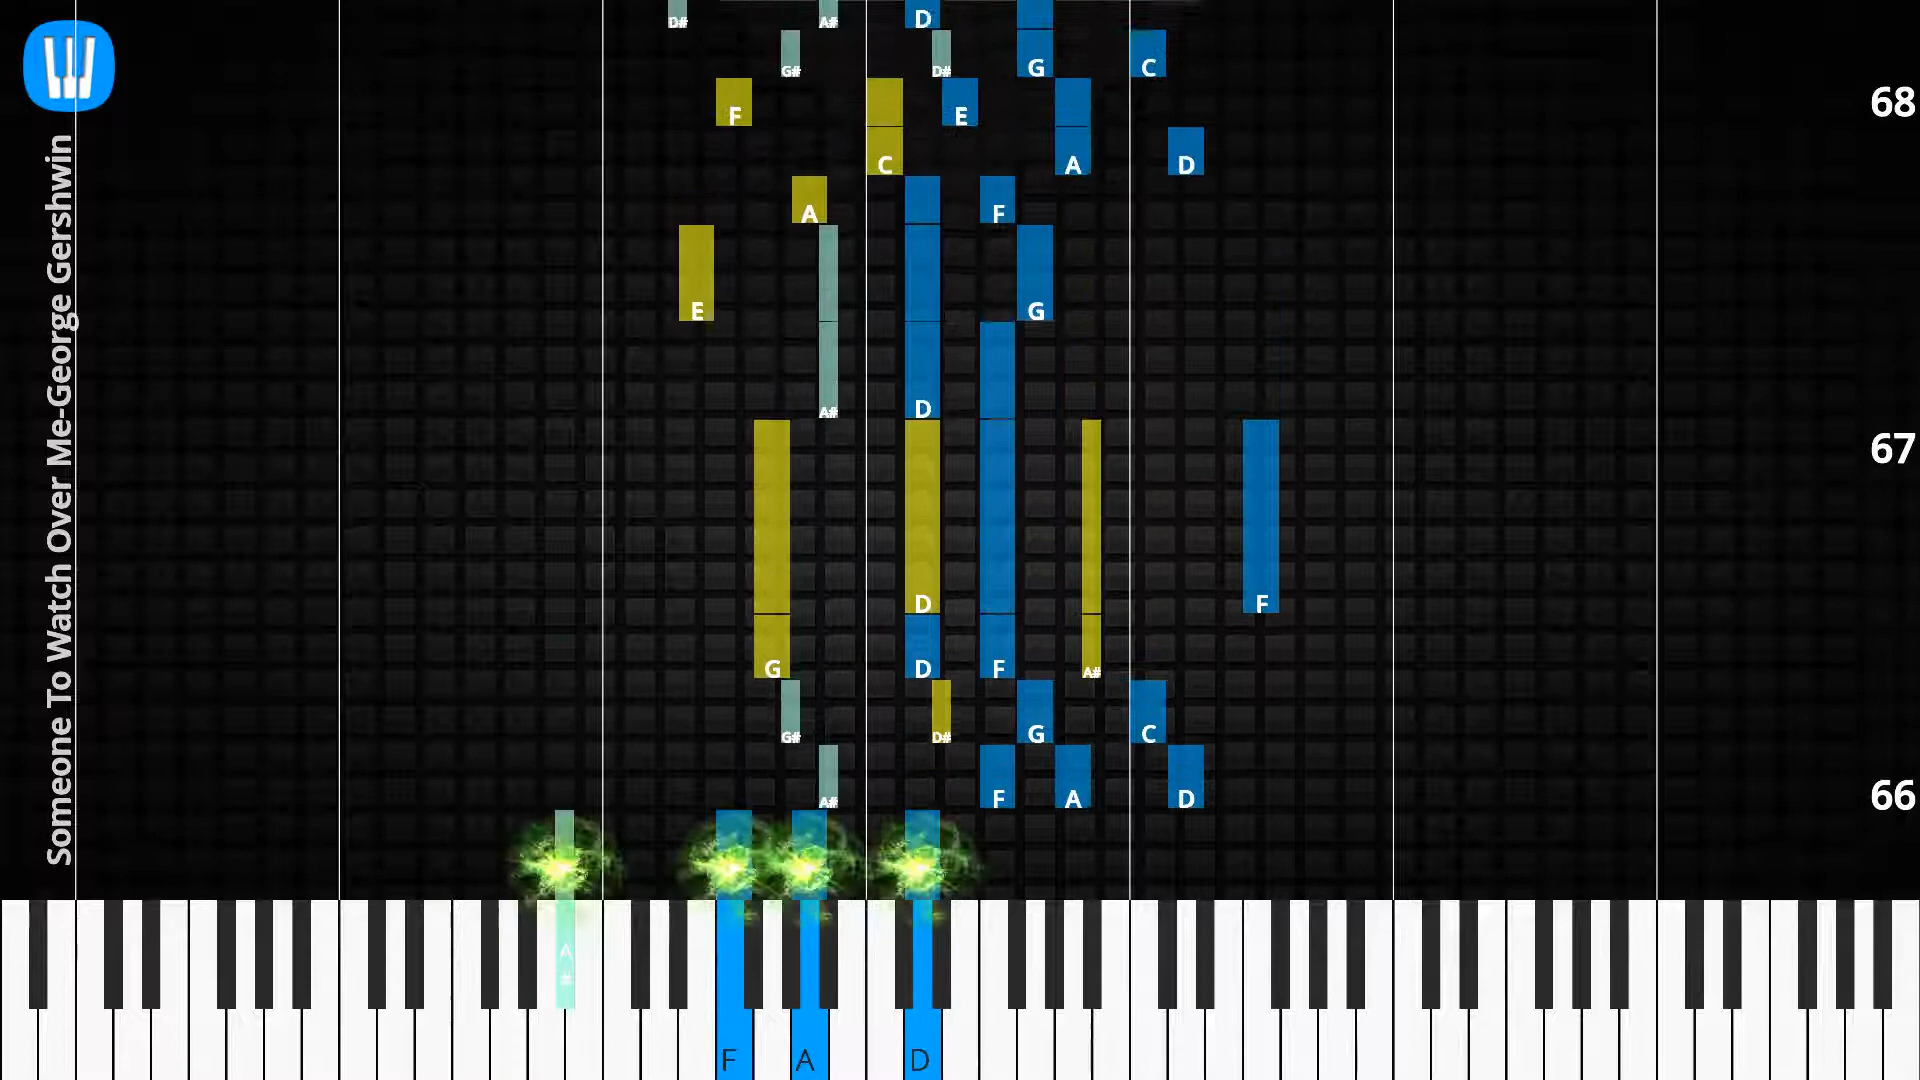 Someone To Watch Over Me-George Gershwin
D# A# D
G# D# G C
F E 68
C A D
A F
E G
A# D
67
D F
G D F A#
G# D# G C
A# F A D 66
A
#
F A D